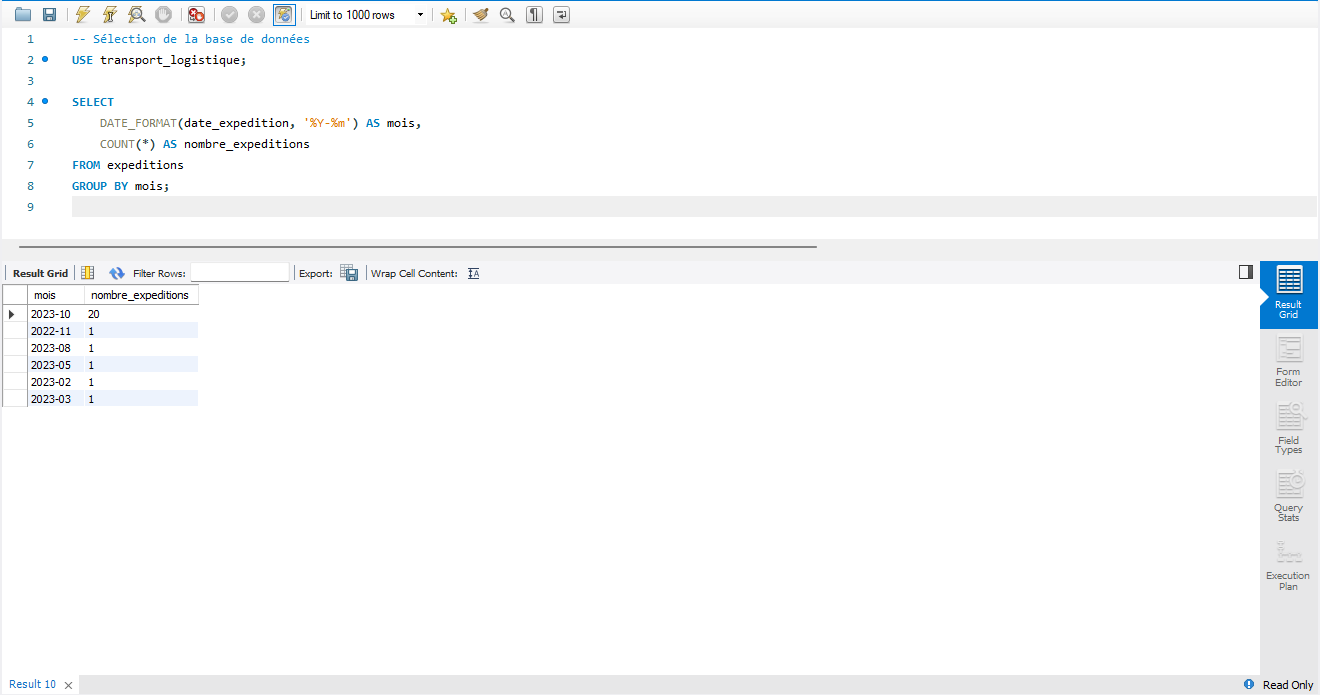 Limit to 1000 rows
1 -- Sélection de la base de données
2 USE transport_logistique;
3
4 SELECT
5 DATE_FORMAT(date_expedition, '%Y-%m') AS mois,
6 COUNT(*) AS nombre_expeditions
7 FROM expeditions
8 GROUP BY mois;
9
Result Grid Filter Rows: Export: Wrap Cell Content:
mois nombre_expeditions
2023-10 20
2022-11 1
2023-08 1
2023-05 1
2023-02 1
2023-03 1
Result
Grid
Form
Editor
Field
Types
Query
Stats
Execution
Plan
Result 10
Read Only